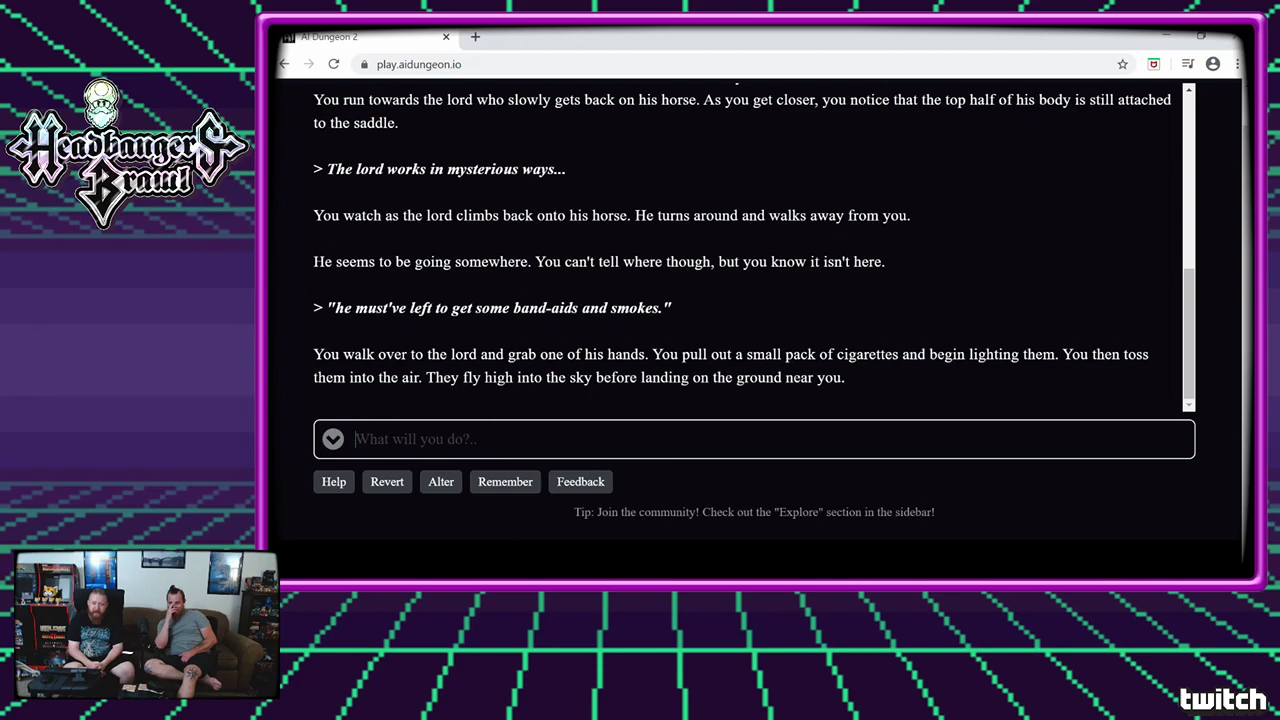 AI Dungeon 2
play.aidungeon.io
HeadbangerS
Brawl
You run towards the lord who slowly gets back on his horse. As you get closer, you notice that the top half of his body is still attached
to the saddle.
> The lord works in mysterious ways...
You watch as the lord climbs back onto his horse. He turns around and walks away from you.
He seems to be going somewhere. You can't tell where though, but you know it isn't here.
> "he must've left to get some band-aids and smokes."
You walk over to the lord and grab one of his hands. You pull out a small pack of cigarettes and begin lighting them. You then toss
them into the air. They fly high into the sky before landing on the ground near you.
What will you do?..
Help Revert Alter Remember Feedback
Tip: Join the community! Check out the "Explore" section in the sidebar!
twitch